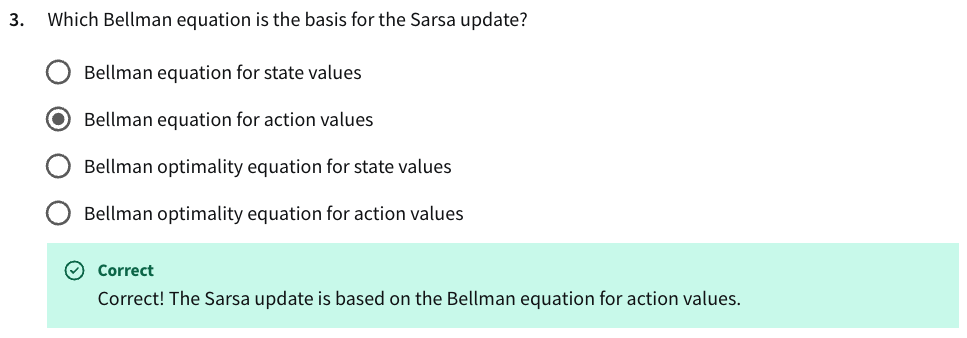 3. Which Bellman equation is the basis for the Sarsa update?
Bellman equation for state values
Bellman equation for action values
Bellman optimality equation for state values
Bellman optimality equation for action values
Correct
Correct! The Sarsa update is based on the Bellman equation for action values.